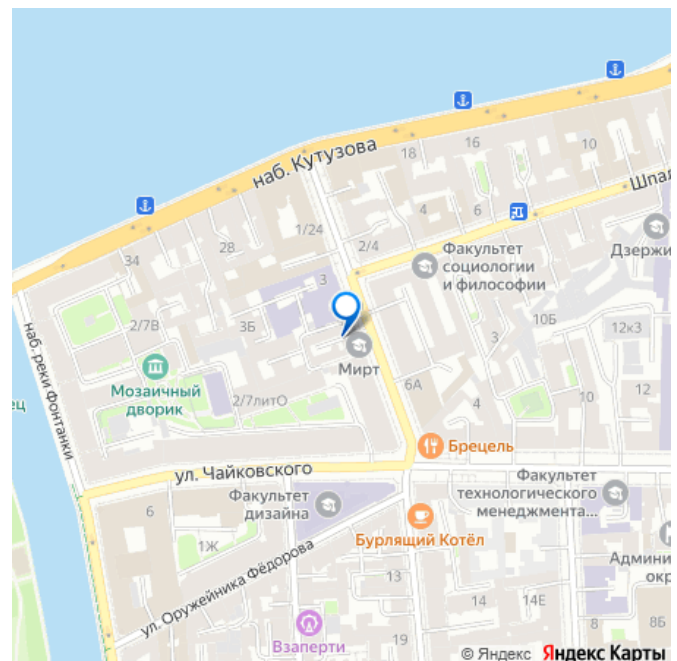 наб. Кутузова
18
16
10
Шпал
1/24
4
6
28
34
2/4
Факультет
социологии
и философии
Дзержи
3
наб. реки Фонтанки
2/7В
3Б
3
10Б
12к3
Мирт
Мозаичный
дворик
ец
6А
2/7литО
4
10
12
Брецель
ул. Чайковского
Факультет
дизайна
Факультет
технологического
менеджмента...
6
1Ж
Бурлящий Котёл
Админи
окр
ул. Оружейника Фёдорова
13
14
14Е
Взаперти
19
8
8Б
© Яндекс Яндекс Карты